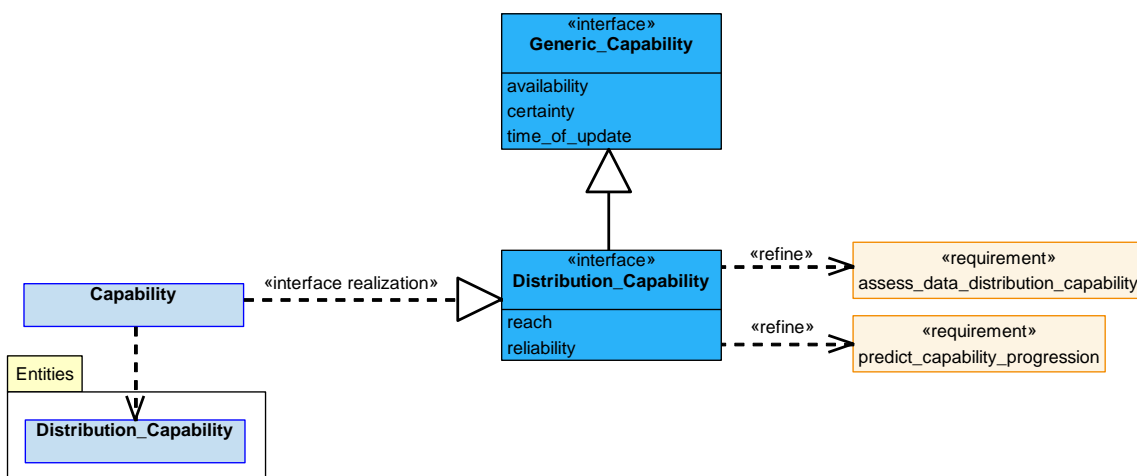 «interface»
Generic_Capability
availability
certainty
time_of_update
«interface»
Distribution_Capability
reach
reliability
«interface realization»
Capability
«refine»
«requirement»
assess_data_distribution_capability
«refine»
«requirement»
predict_capability_progression
Entities
Distribution_Capability